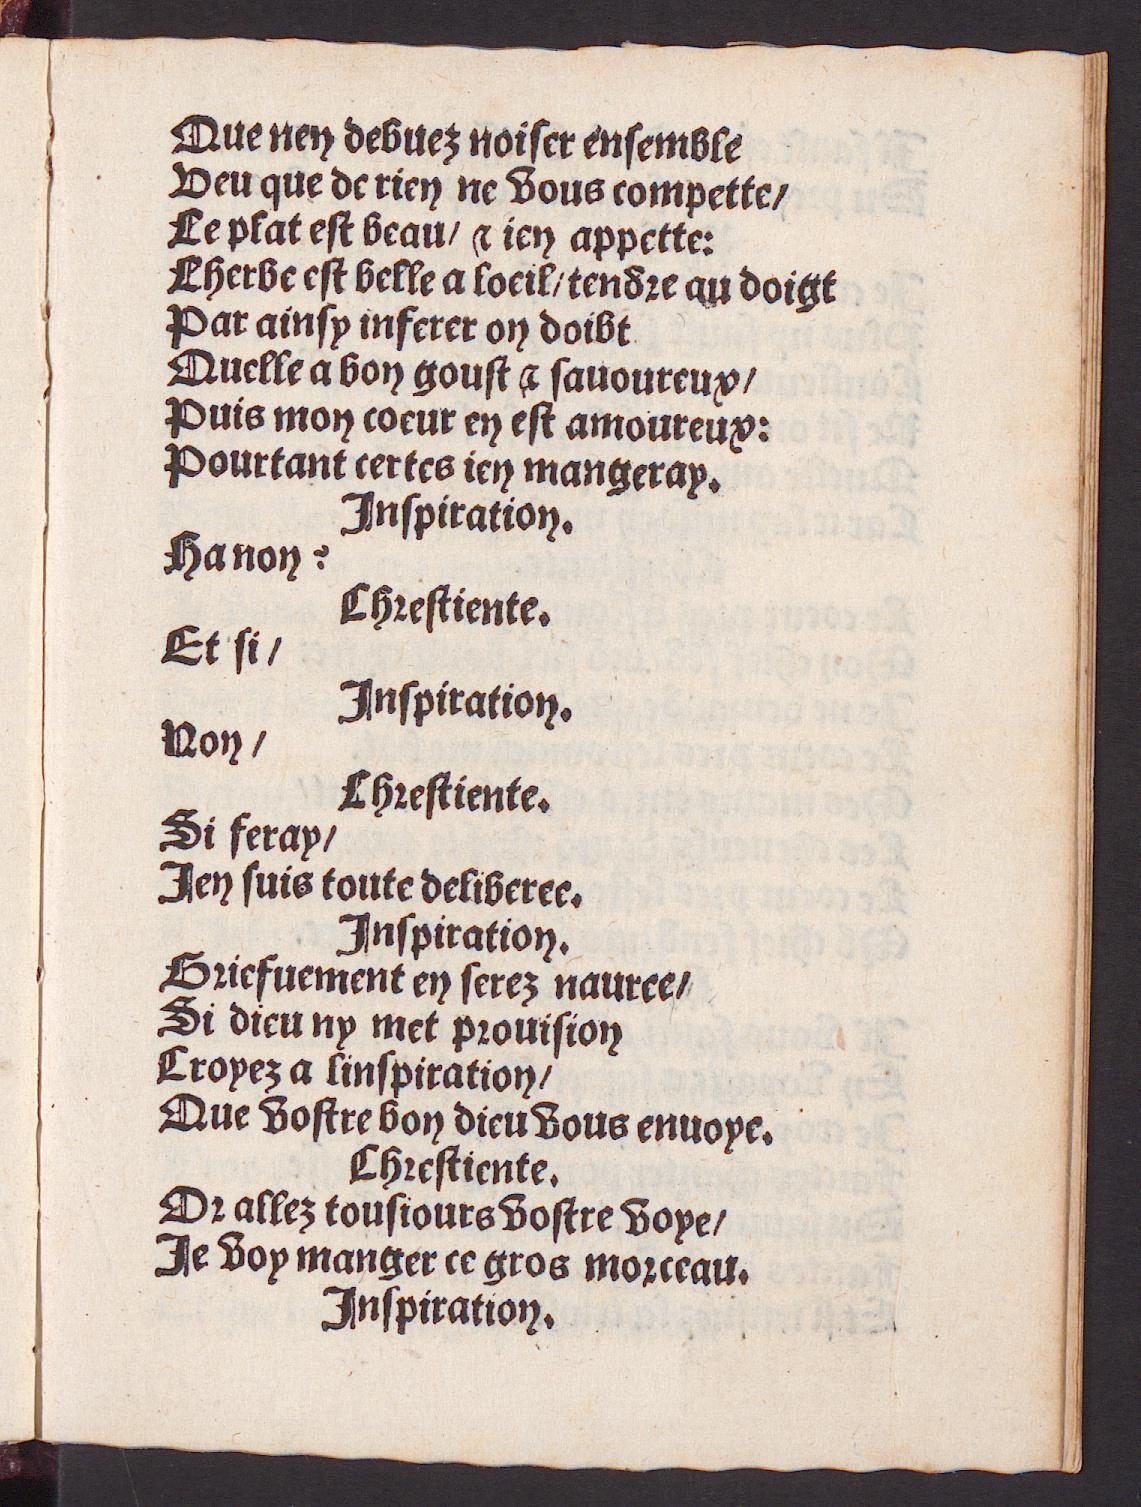 Que nen debuez noiser ensemble
Veu que de rien ne vous compette/
Le plat est beau/ ⁊ ien appette:
Lherbe est belle a loeil/tendre au doigt
Par ainsy inferer on doibt
Quelle a bon goust ⁊ sauoureux/
Puis mon coeur en est amoureux:
Pourtant certes ien mangeray.
Inspiration.
Ha non?
Chrestiente.
Et si/
Inspiration.
Non/
Chrestiente.
Si feray/
Ien suis toute deliberee.
Inspiration.
Griefuement en serez nauree/
Si dieu ny met prouision
Croyez a linspiration/
Que vostre bon dieu vous enuoye.
Chrestiente.
Or allez tousiours vostre voye/
Ie voy manger ce gros morceau.
Inspiration.